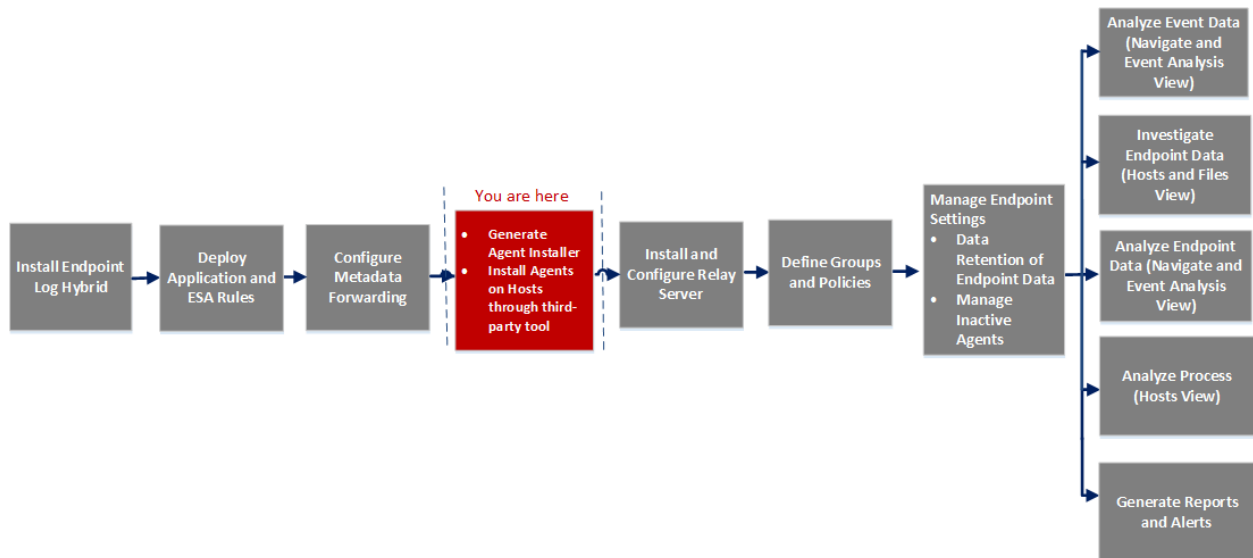 Install Endpoint
Log Hybrid
Deploy
Application and
ESA Rules
Configure
Metadata
Forwarding
You are here
• Generate
Agent Installer
• Install Agents
on Hosts
through third-
party tool
Install and
Configure Relay
Server
Define Groups
and Policies
Manage Endpoint
Settings
• Data
Retention of
Endpoint Data
• Manage
Inactive
Agents
Analyze Event Data
(Navigate and
Event Analysis
View)
Investigate
Endpoint Data
(Hosts and Files
View)
Analyze Endpoint
Data (Navigate and
Event Analysis
View)
Analyze Process
(Hosts View)
Generate Reports
and Alerts